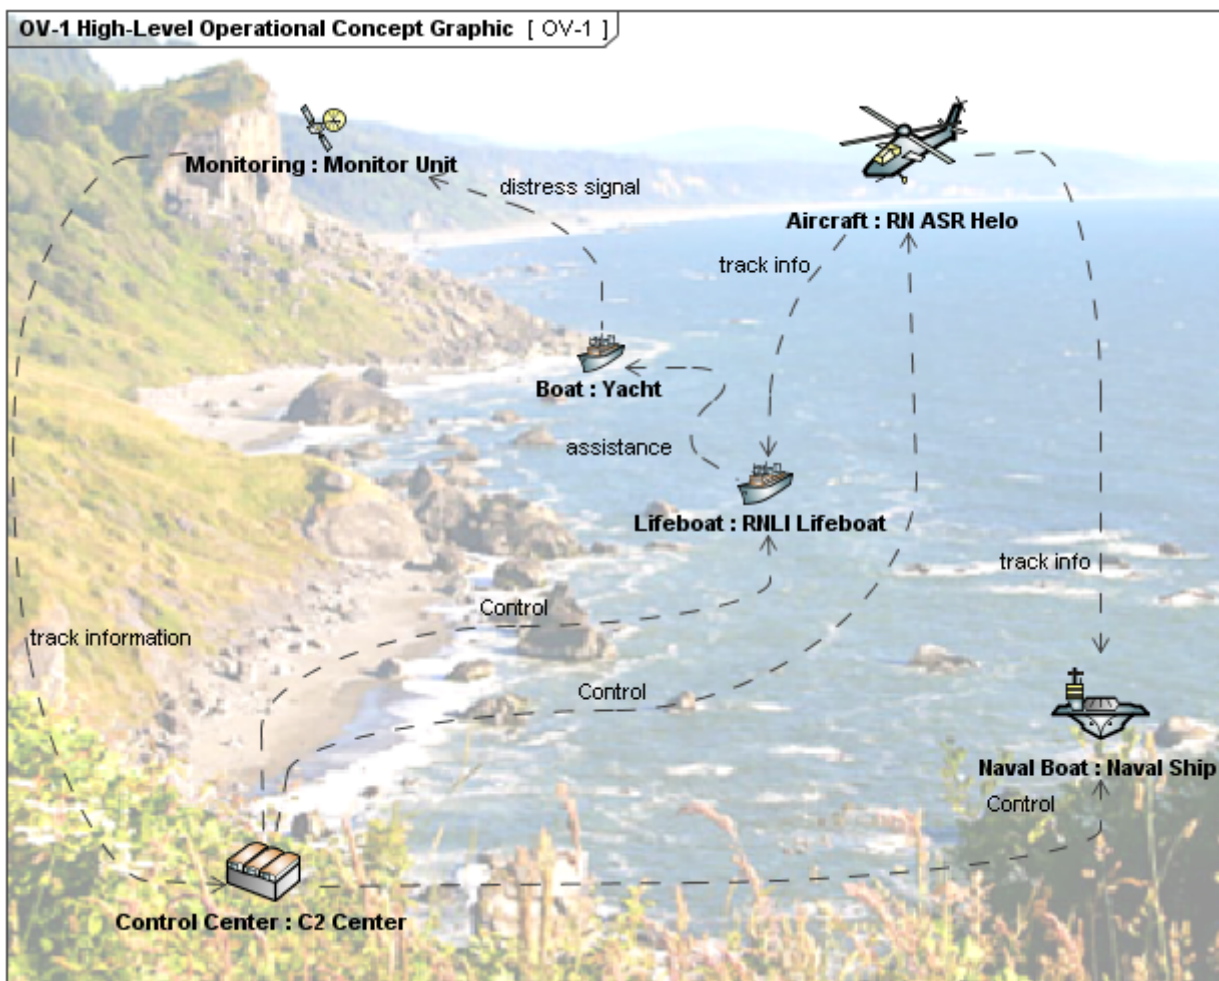 OV-1 High-Level Operational Concept Graphic [ OV-1 ]
Monitoring : Monitor Unit
distress signal
Aircraft : RN ASR Helo
track info
Boat : Yacht
assistance
Lifeboat : RNLI Lifeboat
track info
Control
track information
Control
Naval Boat : Naval Ship
Control
Control Center : C2 Center